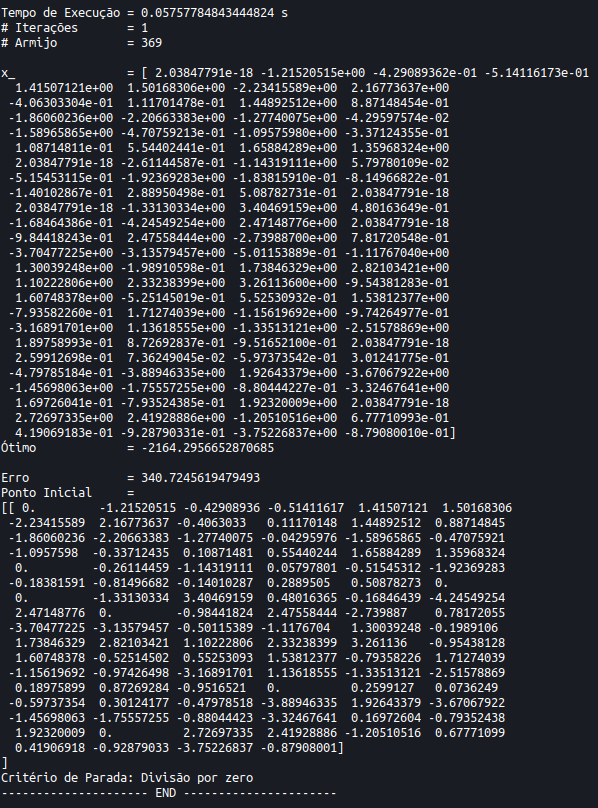 Tempo de Execução = 0.05757784843444824 s
# Iterações       = 1
# Armijo          = 369
x_                = [ 2.03847791e-18 -1.21520515e+00 -4.29089362e-01 -5.14116173e-01
  1.41507121e+00  1.50168306e+00 -2.23415589e+00  2.16773637e+00
 -4.06303304e-01  1.11701478e-01  1.44892512e+00  8.87148454e-01
 -1.86060236e+00 -2.20663383e+00 -1.27740075e+00 -4.29597574e-02
 -1.58965865e+00 -4.70759213e-01 -1.09575980e+00 -3.37124355e-01
  1.08714811e-01  5.54402441e-01  1.65884289e+00  1.35968324e+00
  2.03847791e-18 -2.61144587e-01 -1.14319111e+00  5.79780109e-02
 -5.15453115e-01 -1.92369283e+00 -1.83815910e-01 -8.14966822e-01
 -1.40102867e-01  2.88950498e-01  5.08782731e-01  2.03847791e-18
  2.03847791e-18 -1.33130334e+00  3.40469159e+00  4.80163649e-01
 -1.68464386e-01 -4.24549254e+00  2.47148776e+00  2.03847791e-18
 -9.84418243e-01  2.47558444e+00 -2.73988700e+00  7.81720548e-01
 -3.70477225e+00 -3.13579457e+00 -5.01153889e-01 -1.11767040e+00
  1.30039248e+00 -1.98910598e-01  1.73846329e+00  2.82103421e+00
  1.10222806e+00  2.33238399e+00  3.26113600e+00 -9.54381283e-01
  1.60748378e+00 -5.25145019e-01  5.52530932e-01  1.53812377e+00
 -7.93582260e-01  1.71274039e+00 -1.15619692e+00 -9.74264977e-01
 -3.16891701e+00  1.13618555e+00 -1.33513121e+00 -2.51578869e+00
  1.89758993e-01  8.72692837e-01 -9.51652100e-01  2.03847791e-18
  2.59912698e-01  7.36249045e-02 -5.97373542e-01  3.01241775e-01
 -4.79785184e-01 -3.88946335e+00  1.92643379e+00 -3.67067922e+00
 -1.45698063e+00 -1.75557255e+00 -8.80444227e-01 -3.32467641e+00
  1.69726041e-01 -7.93524385e-01  1.92320009e+00  2.03847791e-18
  2.72697335e+00  2.41928886e+00 -1.20510516e+00  6.77710993e-01
  4.19069183e-01 -9.28790331e-01 -3.75226837e+00 -8.79080010e-01]
Ótimo             = -2164.2956652870685
Erro              = 340.7245619479493
Ponto Inicial     =
[[ 0.         -1.21520515 -0.42908936 -0.51411617  1.41507121  1.50168306
 -2.23415589  2.16773637 -0.4063033   0.11170148  1.44892512  0.88714845
 -1.86060236 -2.20663383 -1.27740075 -0.04295976 -1.58965865 -0.47075921
 -1.0957598  -0.33712435  0.10871481  0.55440244  1.65884289  1.35968324
  0.         -0.26114459 -1.14319111  0.05797801 -0.51545312 -1.92369283
 -0.18381591 -0.81496682 -0.14010287  0.2889505   0.50878273  0.
  0.         -1.33130334  3.40469159  0.48016365 -0.16846439 -4.24549254
  2.47148776  0.         -0.98441824  2.47558444 -2.739887    0.78172055
 -3.70477225 -3.13579457 -0.50115389 -1.1176704   1.30039248 -0.1989106
  1.73846329  2.82103421  1.10222806  2.33238399  3.261136   -0.95438128
  1.60748378 -0.52514502  0.55253093  1.53812377 -0.79358226  1.71274039
 -1.15619692 -0.97426498 -3.16891701  1.13618555 -1.33513121 -2.51578869
  0.18975899  0.87269284 -0.9516521   0.          0.2599127   0.0736249
 -0.59737354  0.30124177 -0.47978518 -3.88946335  1.92643379 -3.67067922
 -1.45698063 -1.75557255 -0.88044423 -3.32467641  0.16972604 -0.79352438
  1.92320009  0.          2.72697335  2.41928886 -1.20510516  0.67771099
  0.41906918 -0.92879033 -3.75226837 -0.87908001]
]
Critério de Parada: Divisão por zero
--------------------- END ----------------------